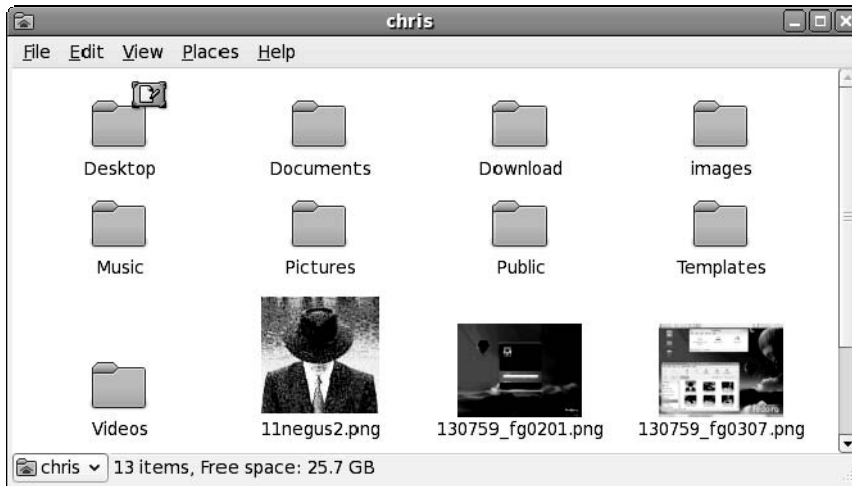 chris
File Edit View Places Help
Desktop Documents Download images
Music Pictures Public Templates
Videos 11negus2.png 130759_fg0201.png 130759_fg0307.png
chris 13 items, Free space: 25.7 GB